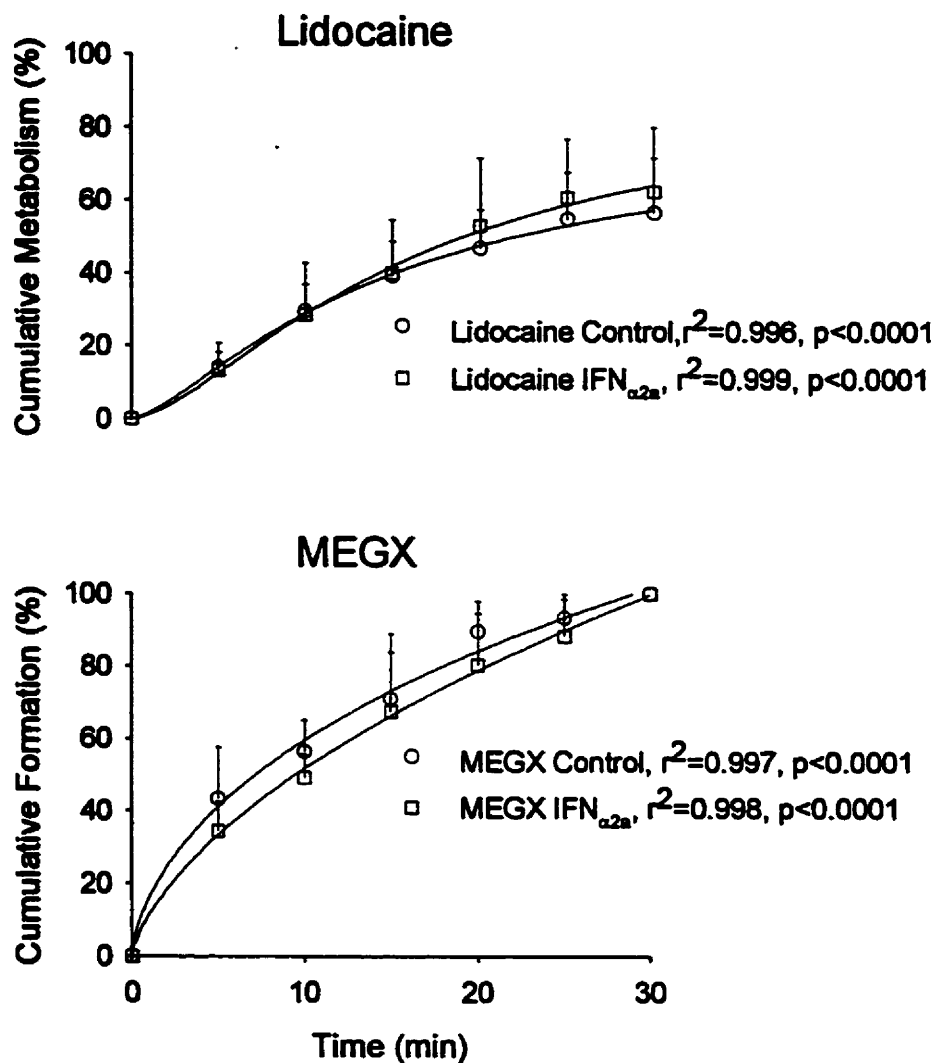 Lidocaine
Cumulative Metabolism (%)
100
80
60
40
20
0
Lidocaine Control, r²=0.996, p<0.0001
Lidocaine IFNα2a, r²=0.999, p<0.0001
MEGX
Cumulative Formation (%)
100
80
60
40
20
0
MEGX Control, r²=0.997, p<0.0001
MEGX IFNα2a, r²=0.998, p<0.0001
0 10 20 30
Time (min)